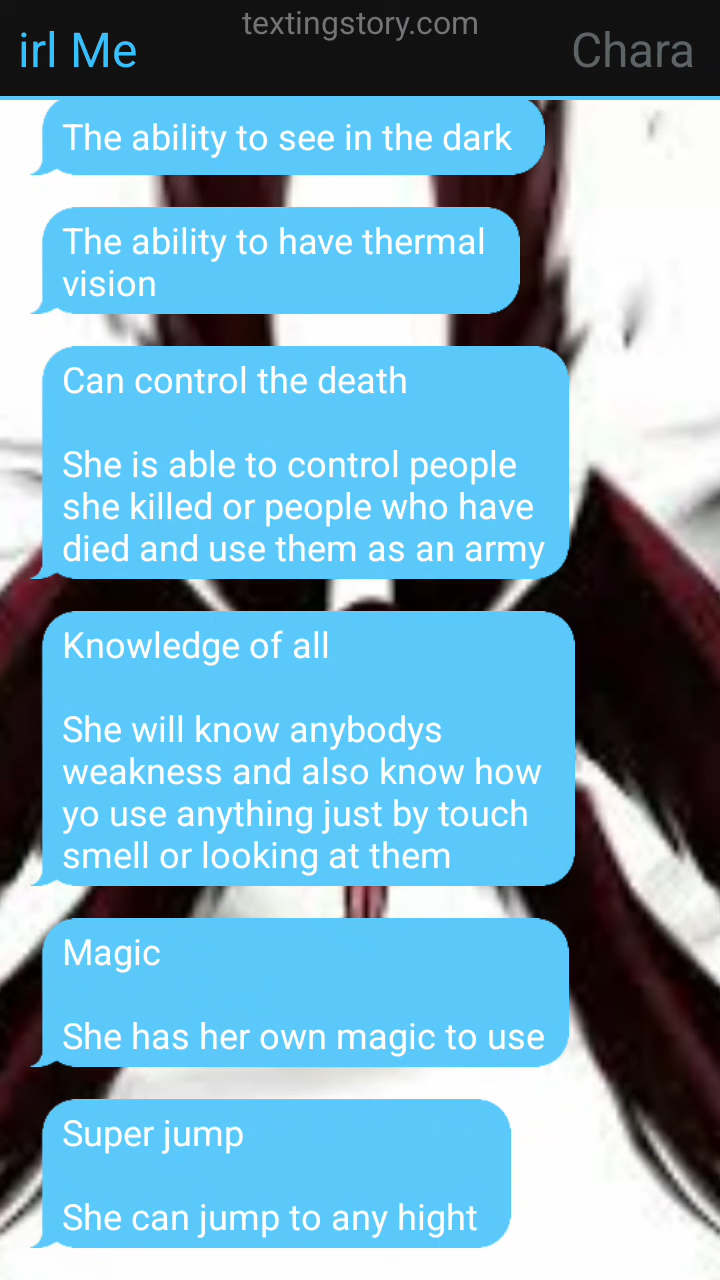 textingstory.com
irl Me
Chara
The ability to see in the dark
The ability to have thermal
vision
Can control the death
She is able to control people
she killed or people who have
died and use them as an army
Knowledge of all
She will know anybodys
weakness and also know how
yo use anything just by touch
smell or looking at them
Magic
She has her own magic to use
Super jump
She can jump to any hight